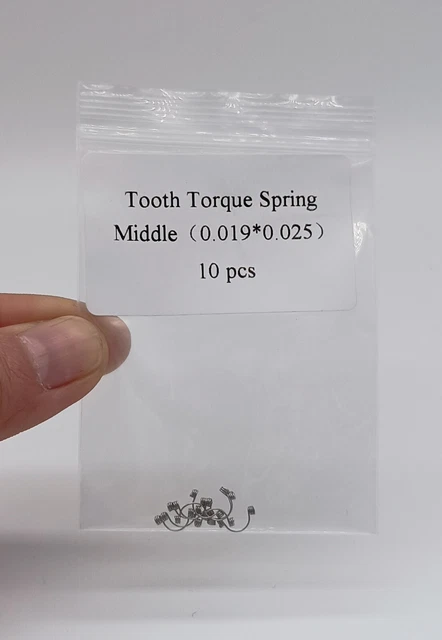 Tooth Torque Spring
Middle（0.019*0.025）
10 pcs